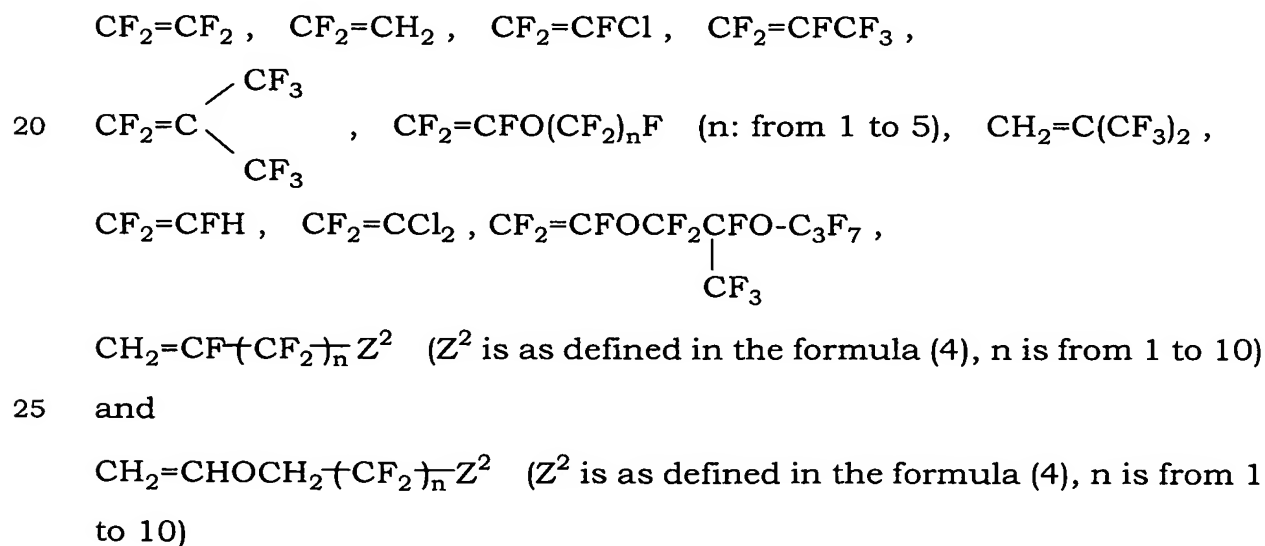 CF₂=CF₂ , CF₂=CH₂ , CF₂=CFCl , CF₂=CFCF₃ ,
CF₃
20 CF₂=C , CF₂=CFO(CF₂)ₙF (n: from 1 to 5), CH₂=C(CF₃)₂ ,
CF₃
CF₂=CFH , CF₂=CCl₂ , CF₂=CFOCF₂CFO-C₃F₇ ,
CF₃
CH₂=CF-(CF₂)ₙ-Z² (Z² is as defined in the formula (4), n is from 1 to 10)
25 and
CH₂=CHOCH₂-(CF₂)ₙ-Z² (Z² is as defined in the formula (4), n is from 1
to 10)